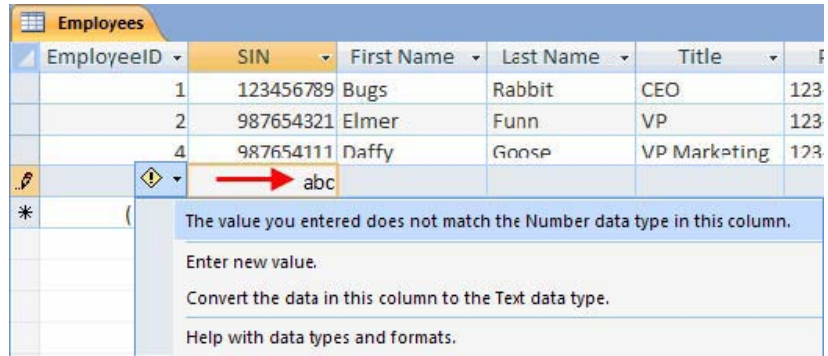 Employees
EmployeeID SIN First Name Last Name Title
1 123456789 Bugs Rabbit CEO 123-
2 987654321 Elmer Funn VP 123-
4 987654111 Daffy Goose VP Marketing 123-
abc
* (
The value you entered does not match the Number data type in this column.
Enter new value.
Convert the data in this column to the Text data type.
Help with data types and formats.